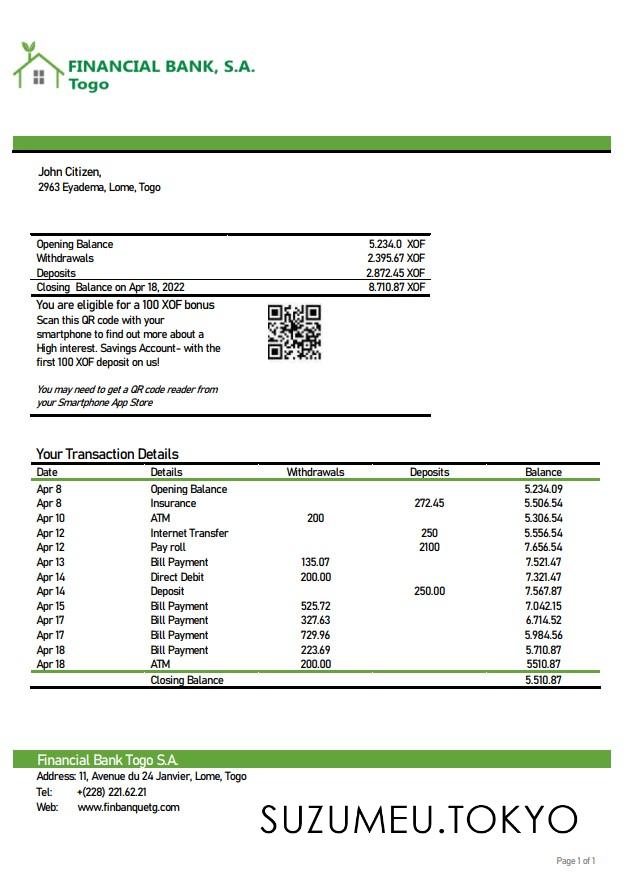 FINANCIAL BANK, S.A.
Togo
John Citizen,
2963 Eyadema, Lome, Togo
Opening Balance 5.234.0 XOF
Withdrawals 2.395.67 XOF
Deposits 2.872.45 XOF
Closing Balance on Apr 18, 2022 8.710.87 XOF
You are eligible for a 100 XOF bonus
Scan this QR code with your
smartphone to find out more about a
High interest. Savings Account- with the
first 100 XOF deposit on us!
You may need to get a QR code reader from
your Smartphone App Store
Your Transaction Details
Date Details Withdrawals Deposits Balance
Apr 8 Opening Balance 5.234.09
Apr 8 Insurance 272.45 5.506.54
Apr 10 ATM 200 5.306.54
Apr 12 Internet Transfer 250 5.556.54
Apr 12 Pay roll 2100 7.656.54
Apr 13 Bill Payment 135.07 7.521.47
Apr 14 Direct Debit 200.00 7.321.47
Apr 14 Deposit 250.00 7.567.87
Apr 15 Bill Payment 525.72 7.042.15
Apr 17 Bill Payment 327.63 6.714.52
Apr 17 Bill Payment 729.96 5.984.56
Apr 18 Bill Payment 223.69 5.710.87
Apr 18 ATM 200.00 5510.87
Closing Balance 5.510.87
Financial Bank Togo S.A.
Address: 11, Avenue du 24 Janvier, Lome, Togo
Tel: +(228) 221.62.21
Web: www.finbanquetg.com
SUZUMEU.TOKYO
Page 1 of 1